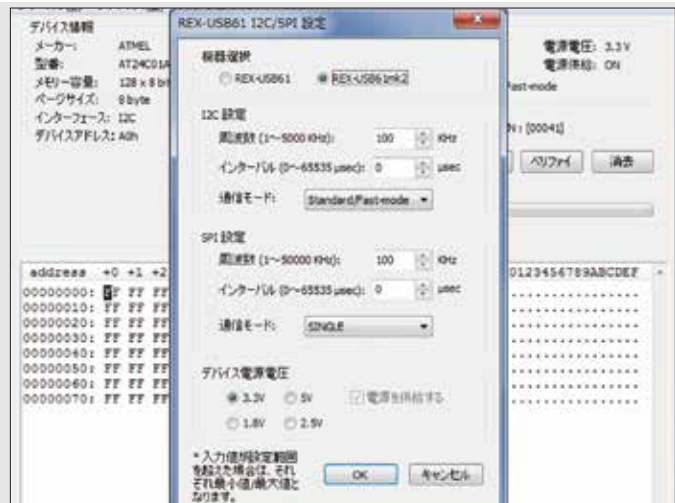 デバイス情報
メーカー: ATMEL
型番: AT24C01A
メモリー容量: 128 x 8 bit
ページサイズ: 8 byte
インターフェース: I2C
デバイスアドレス: A0h
REX-USB61 I2C/SPI 設定
機器選択
REX-USB61
REX-USB61mk2
I2C 設定
周波数 (1～5000 KHz): 100 KHz
インターバル (0～65535 μsec): 0 μsec
通信モード: Standard/Fast-mode
SPI 設定
周波数 (1～50000 KHz): 100 KHz
インターバル (0～65535 μsec): 0 μsec
通信モード: SINGLE
デバイス電源電圧
3.3V 5V 電源を供給する
1.8V 2.5V
* 入力値が設定範囲
を超えた場合は、それ
ぞれ最小値/最大値と
なります。
OK キャンセル
電源電圧: 3.3V
電源供給: ON
Fast-mode
N : [00041]
ベリファイ 消去
address +0 +1 +2
0123456789ABCDEF
00000000: FF FF FF ................
00000010: FF FF FF ................
00000020: FF FF FF ................
00000030: FF FF FF ................
00000040: FF FF FF ................
00000050: FF FF FF ................
00000060: FF FF FF ................
00000070: FF FF FF ................